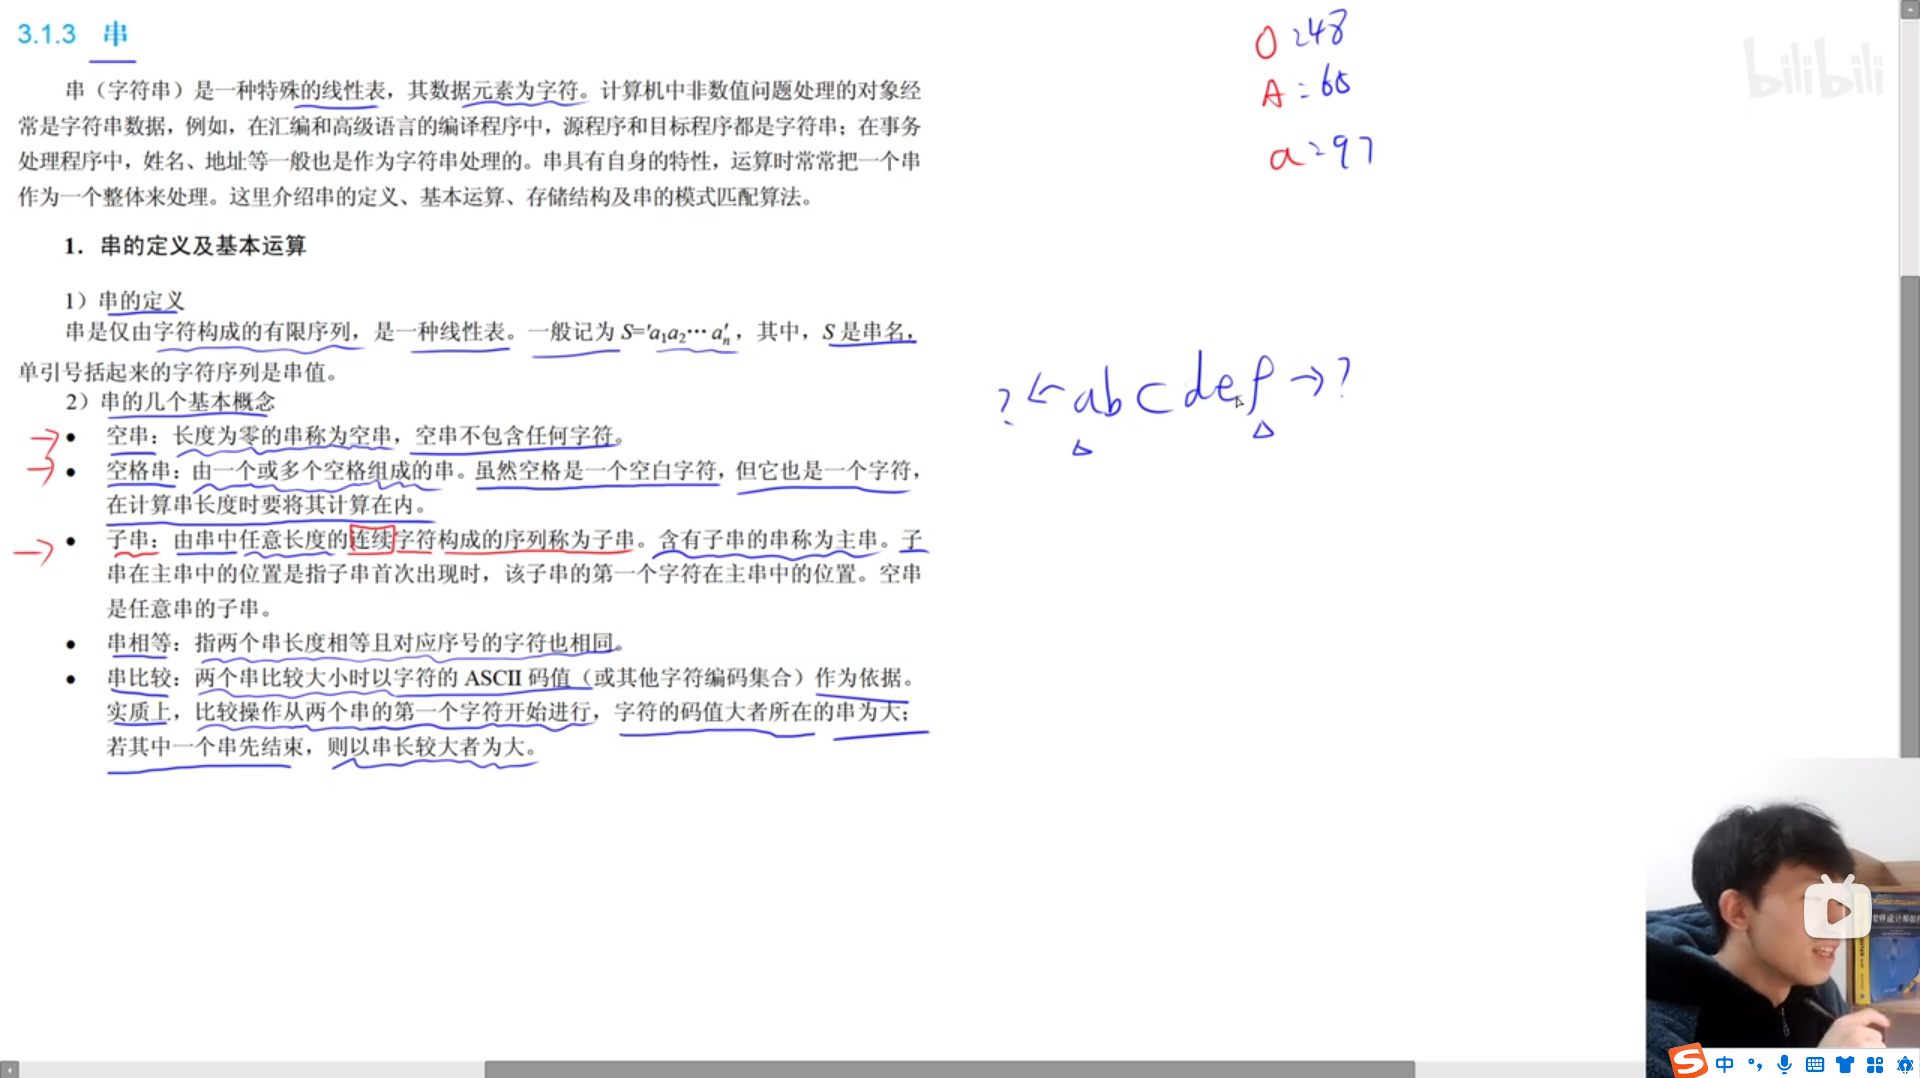 3.1.3 串
串（字符串）是一种特殊的线性表，其数据元素为字符。计算机中非数值问题处理的对象经
常是字符串数据，例如，在汇编和高级语言的编译程序中，源程序和目标程序都是字符串；在事务
处理程序中，姓名、地址等一般也是作为字符串处理的。串具有自身的特性，运算时常常把一个串
作为一个整体来处理。这里介绍串的定义、基本运算、存储结构及串的模式匹配算法。
1. 串的定义及基本运算
1）串的定义
串是仅由字符构成的有限序列，是一种线性表。一般记为 S='a₁a₂⋯aₙ'，其中，S 是串名，
单引号括起来的字符序列是串值。
2）串的几个基本概念
● 空串：长度为零的串称为空串，空串不包含任何字符。
● 空格串：由一个或多个空格组成的串。虽然空格是一个空白字符，但它也是一个字符，
在计算串长度时要将其计算在内。
● 子串：由串中任意长度的连续字符构成的序列称为子串。含有子串的串称为主串。子
串在主串中的位置是指子串首次出现时，该子串的第一个字符在主串中的位置。空串
是任意串的子串。
● 串相等：指两个串长度相等且对应序号的字符也相同。
● 串比较：两个串比较大小时以字符的 ASCII 码值（或其他字符编码集合）作为依据。
实质上，比较操作从两个串的第一个字符开始进行，字符的码值大者所在的串为大；
若其中一个串先结束，则以串长较大者为大。
0=48
A=65
a=97
?←abcdef→?
bilibili
中